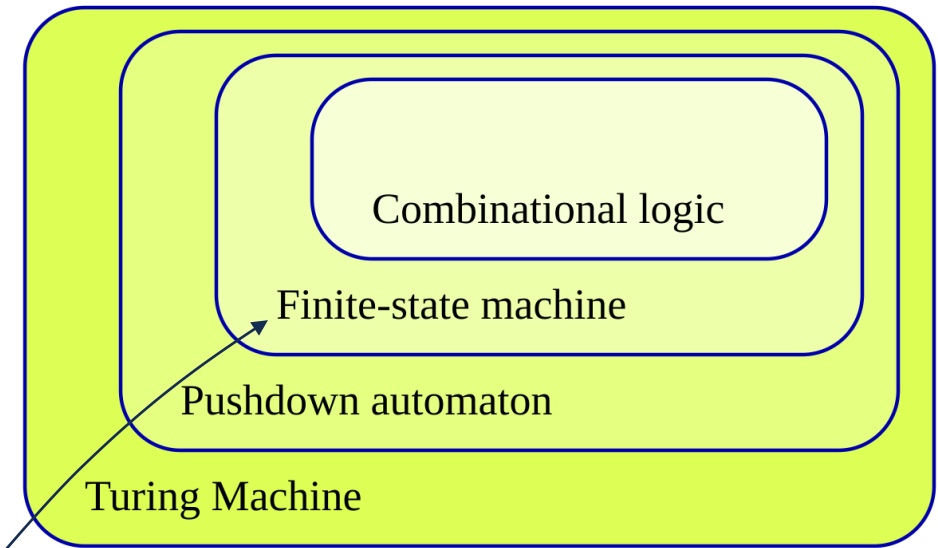 Combinational logic
Finite-state machine
Pushdown automaton
Turing Machine